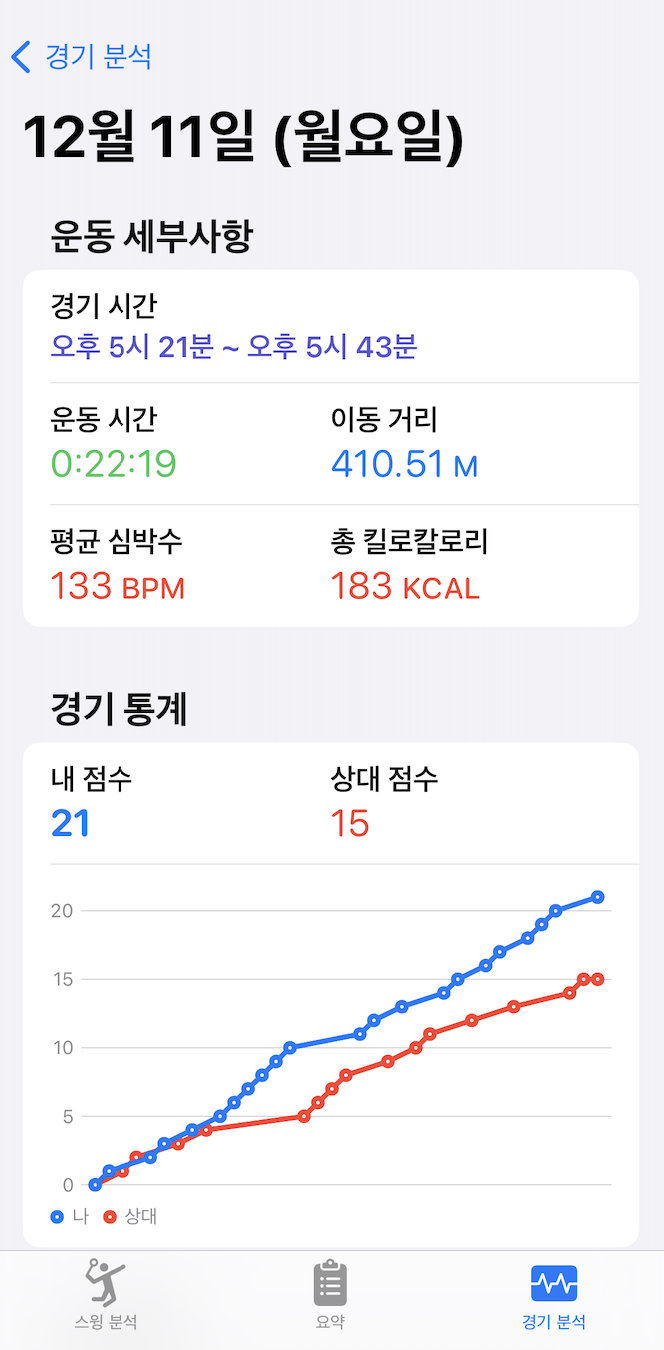 경기 분석
12월 11일 (월요일)
운동 세부사항
경기 시간
오후 5시 21분 ~ 오후 5시 43분
운동 시간 이동 거리
0:22:19 410.51 M
평균 심박수 총 킬로칼로리
133 BPM 183 KCAL
경기 통계
내 점수 상대 점수
21 15
20
15
10
5
0
나 상대
스윙 분석 요약 경기 분석